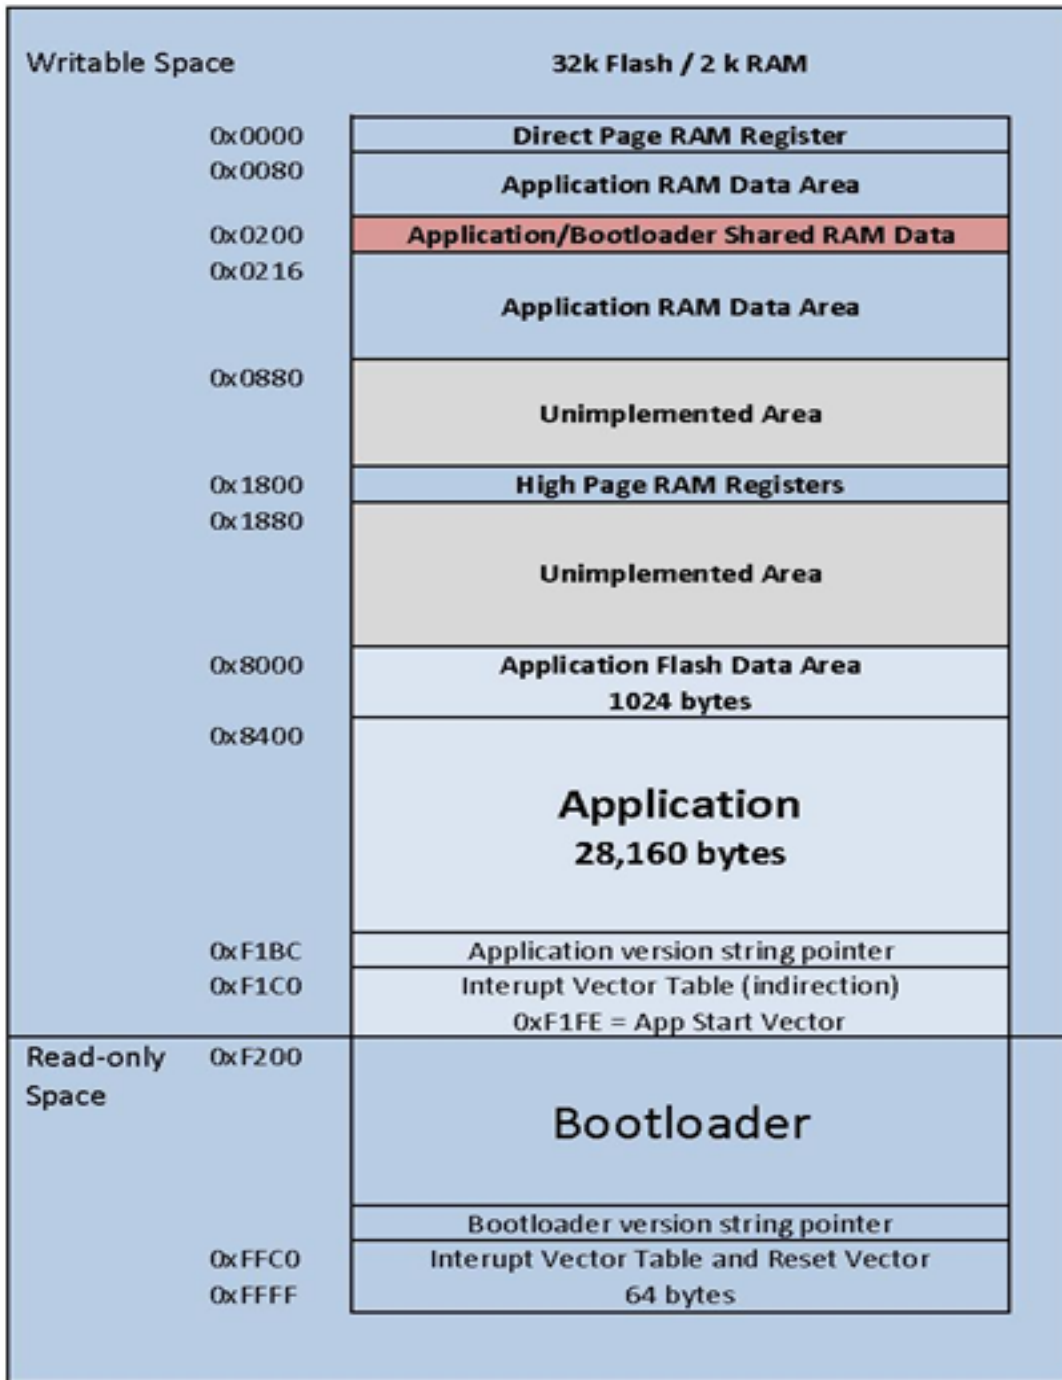 Writable Space 32k Flash / 2 k RAM
0x0000 Direct Page RAM Register
0x0080 Application RAM Data Area
0x0200 Application/Bootloader Shared RAM Data
0x0216 Application RAM Data Area
0x0880 Unimplemented Area
0x1800 High Page RAM Registers
0x1880 Unimplemented Area
0x8000 Application Flash Data Area
1024 bytes
0x8400 Application
28,160 bytes
0xF1BC Application version string pointer
0xF1C0 Interupt Vector Table (indirection)
0xF1FE = App Start Vector
Read-only 0xF200
Space
Bootloader
Bootloader version string pointer
0xFFC0 Interupt Vector Table and Reset Vector
0xFFFF 64 bytes